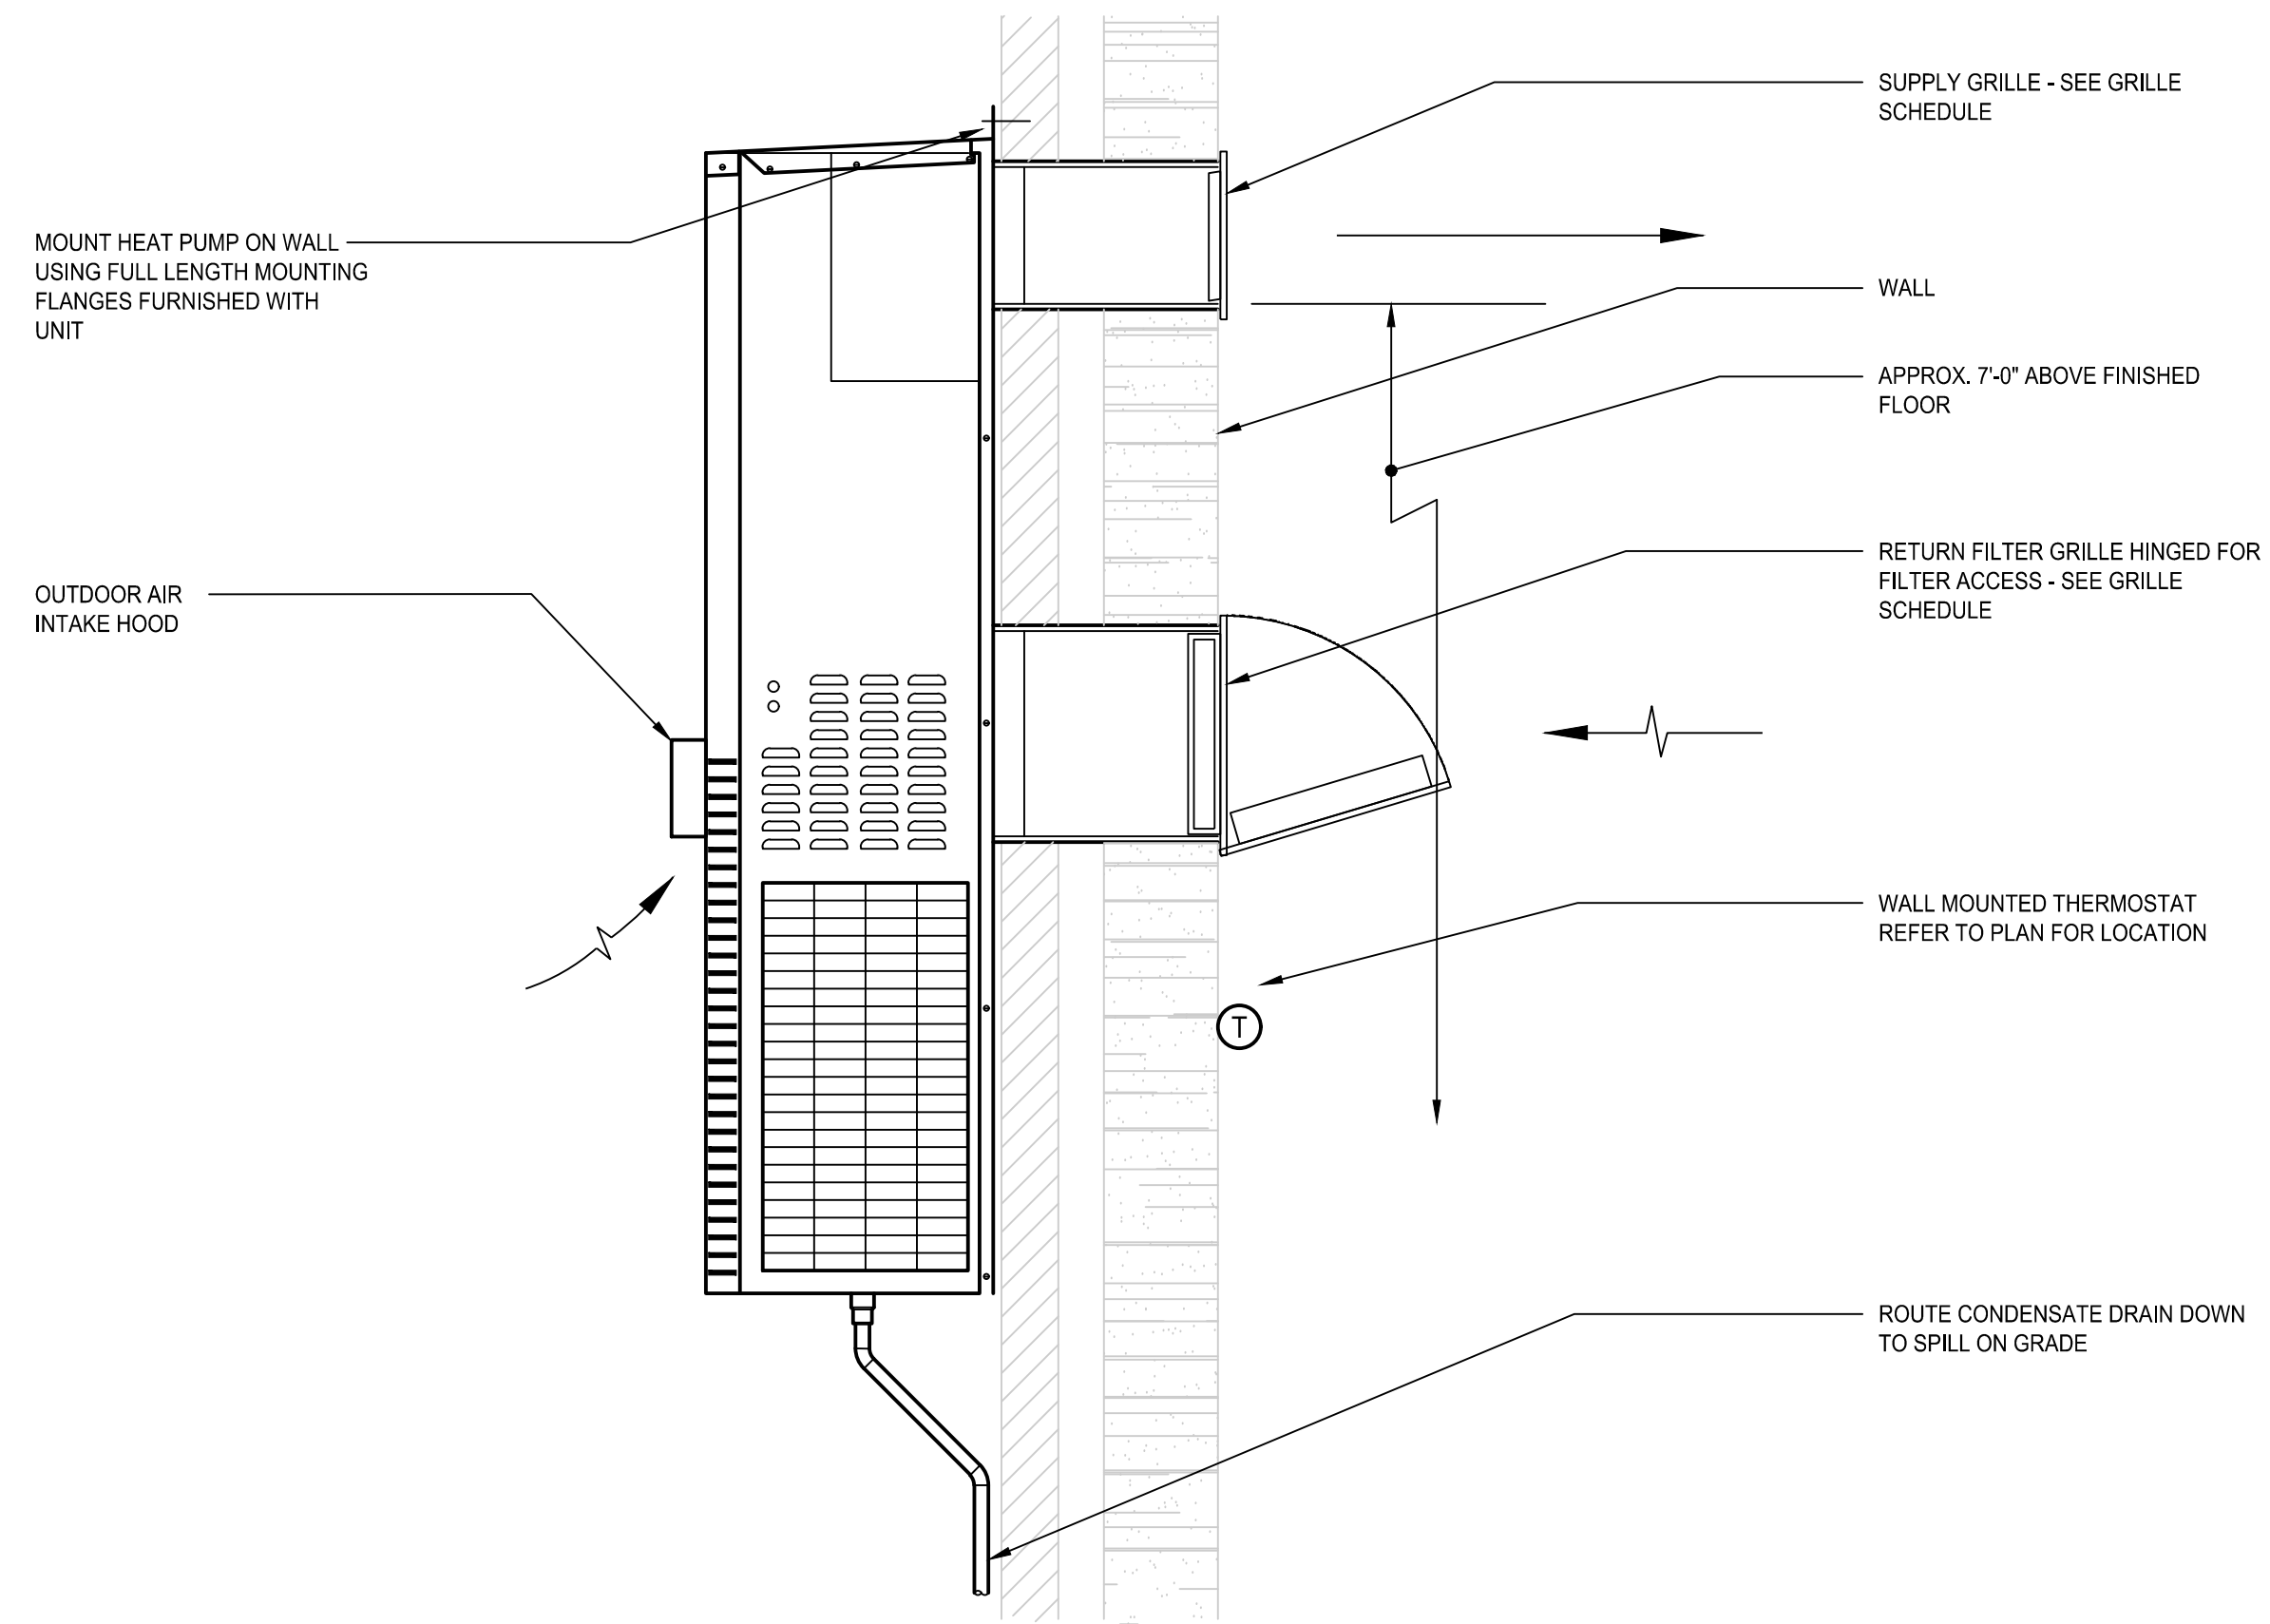 SUPPLY GRILLE - SEE GRILLE
SCHEDULE
MOUNT HEAT PUMP ON WALL
USING FULL LENGTH MOUNTING
FLANGES FURNISHED WITH
UNIT
WALL
APPROX. 7'-0" ABOVE FINISHED
FLOOR
RETURN FILTER GRILLE HINGED FOR
FILTER ACCESS - SEE GRILLE
SCHEDULE
OUTDOOR AIR
INTAKE HOOD
WALL MOUNTED THERMOSTAT
REFER TO PLAN FOR LOCATION
T
ROUTE CONDENSATE DRAIN DOWN
TO SPILL ON GRADE